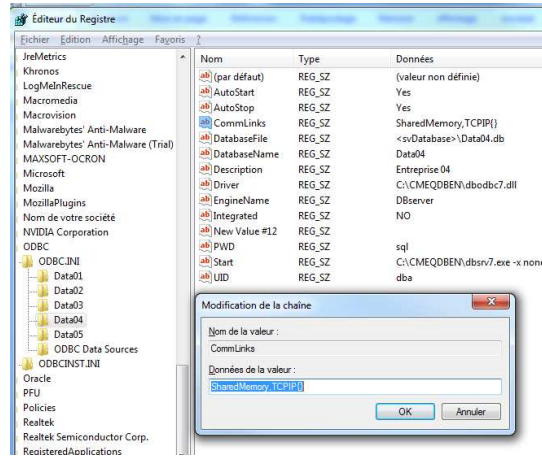 Éditeur du Registre
Fichier Edition Affichage Favoris ?
JreMetrics
Khronos
LogMeInRescue
Macromedia
Macrovision
Malwarebytes' Anti-Malware
Malwarebytes' Anti-Malware (Trial)
MAXSOFT-OCRON
Microsoft
Mozilla
MozillaPlugins
Nom de votre société
NVIDIA Corporation
ODBC
ODBC.INI
Data01
Data02
Data03
Data04
Data05
ODBC Data Sources
ODBCINST.INI
Oracle
PFU
Policies
Realtek
Realtek Semiconductor Corp.
RegisteredApplications
Nom Type Données
(par défaut) REG_SZ (valeur non définie)
AutoStart REG_SZ Yes
AutoStop REG_SZ Yes
CommLinks REG_SZ SharedMemory,TCPIP{}
DatabaseFile REG_SZ <svDatabase>\Data04.db
DatabaseName REG_SZ Data04
Description REG_SZ Entreprise 04
Driver REG_SZ C:\CMEQDBEN\dbodbc7.dll
EngineName REG_SZ DBserver
Integrated REG_SZ NO
New Value #12 REG_SZ
PWD REG_SZ sql
Start REG_SZ C:\CMEQDBEN\dbsrv7.exe -x none
UID REG_SZ dba
Modification de la chaîne
Nom de la valeur :
CommLinks
Données de la valeur :
SharedMemory,TCPIP{}
OK Annuler